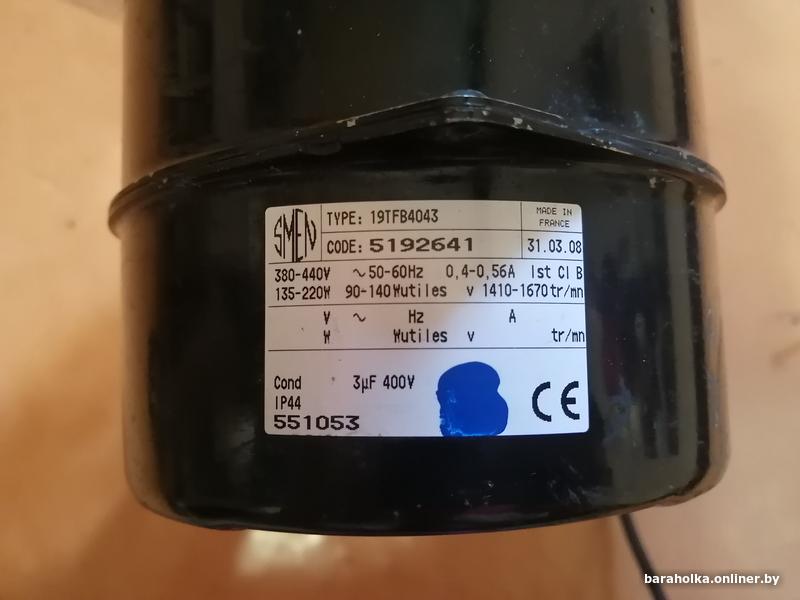 SMEN
TYPE: 19TFB4043
MADE IN
FRANCE
CODE: 5192641
31.03.08
380-440V ~50-60Hz 0,4-0,56A Ist Cl B
135-220W 90-140Wutiles v 1410-1670tr/mn
V ~ Hz A
W Wutiles v tr/mn
Cond 3µF 400V
IP44
551053
CE
baraholka.onliner.by